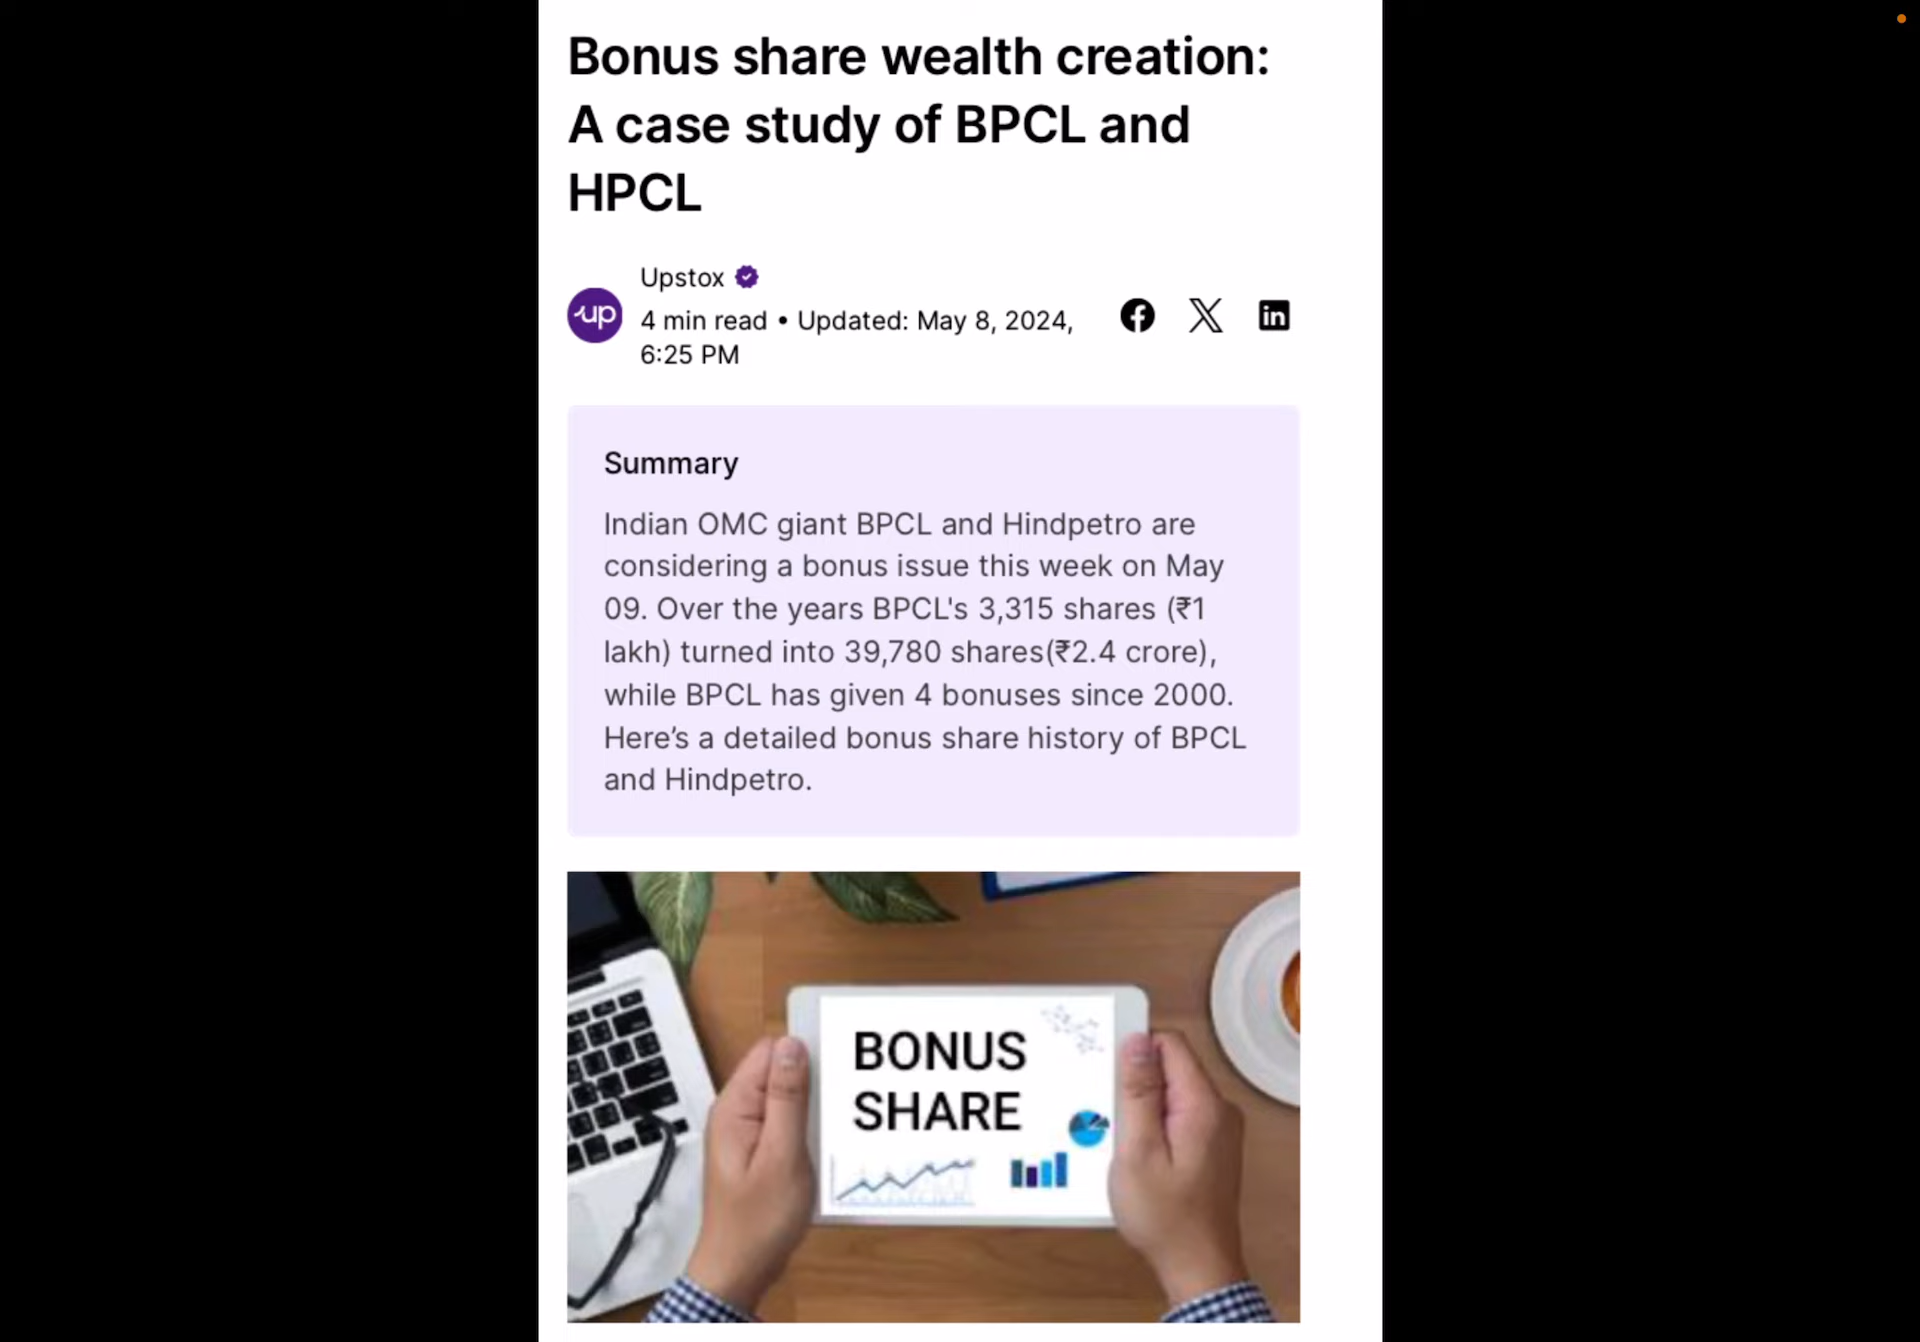 Bonus share wealth creation:
A case study of BPCL and
HPCL
Upstox
up
4 min read • Updated: May 8, 2024,
6:25 PM
Summary
Indian OMC giant BPCL and Hindpetro are
considering a bonus issue this week on May
09. Over the years BPCL's 3,315 shares (₹1
lakh) turned into 39,780 shares(₹2.4 crore),
while BPCL has given 4 bonuses since 2000.
Here’s a detailed bonus share history of BPCL
and Hindpetro.
BONUS
SHARE